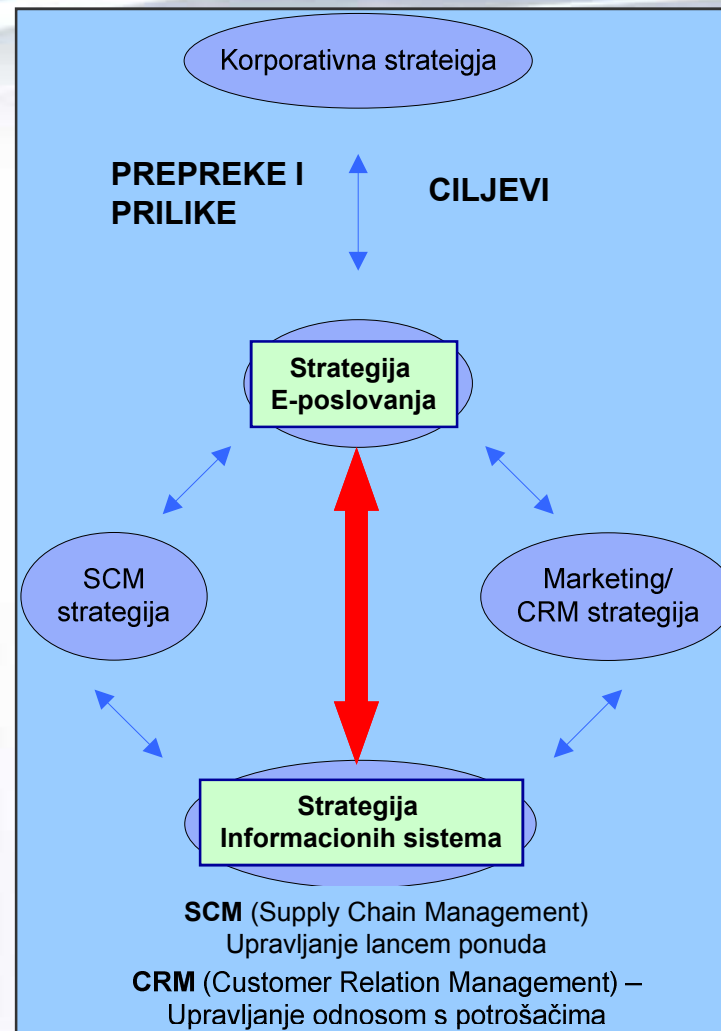 Korporativna strateigja
PREPREKE I
PRILIKE
CILJEVI
Strategija
E-poslovanja
SCM
strategija
Marketing/
CRM strategija
Strategija
Informacionih sistema
SCM (Supply Chain Management)
Upravljanje lancem ponuda
CRM (Customer Relation Management) –
Upravljanje odnosom s potrošačima